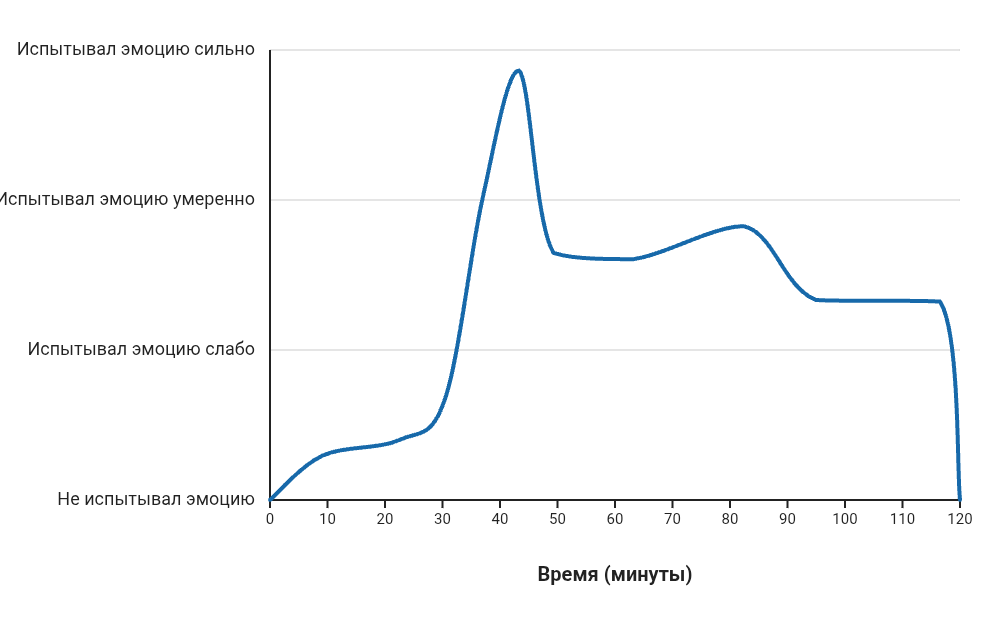 Испытывал эмоцию сильно
Испытывал эмоцию умеренно
Испытывал эмоцию слабо
Не испытывал эмоцию
0 10 20 30 40 50 60 70 80 90 100 110 120
Время (минуты)